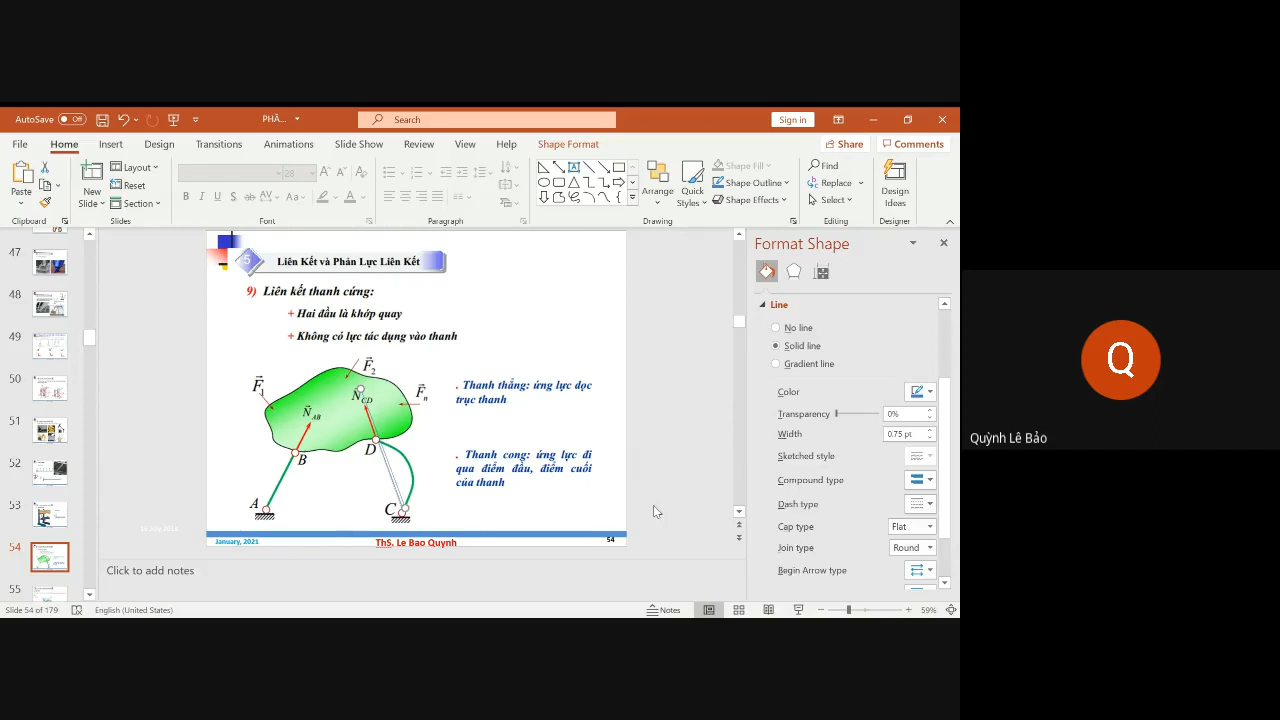 AutoSave Off PHẦ... Search Sign in
File Home Insert Design Transitions Animations Slide Show Review View Help Shape Format Share Comments
Paste
Clipboard
New Slide
Layout
Reset
Section
Slides
28
B I U S ab AV Aa A
Font
Paragraph
Arrange
Quick Styles
Shape Fill
Shape Outline
Shape Effects
Drawing
Find
Replace
Select
Editing
Design Ideas
Designer
47
48
49
50
51
52
53
54
55
5 Liên Kết và Phản Lực Liên Kết
9) Liên kết thanh cứng:
+ Hai đầu là khớp quay
+ Không có lực tác dụng vào thanh
F1
F2
Fn
NAB
NCD
A
B
C
D
. Thanh thẳng: ứng lực dọc
trục thanh
. Thanh cong: ứng lực đi
qua điểm đầu, điểm cuối
của thanh
January, 2021 ThS. Le Bao Quynh 54
Click to add notes
Format Shape
Line
No line
Solid line
Gradient line
Color
Transparency 0%
Width 0.75 pt
Sketched style
Compound type
Dash type
Cap type Flat
Join type Round
Begin Arrow type
Slide 54 of 179 English (United States) Notes 59%
Q
Quỳnh Lê Bảo